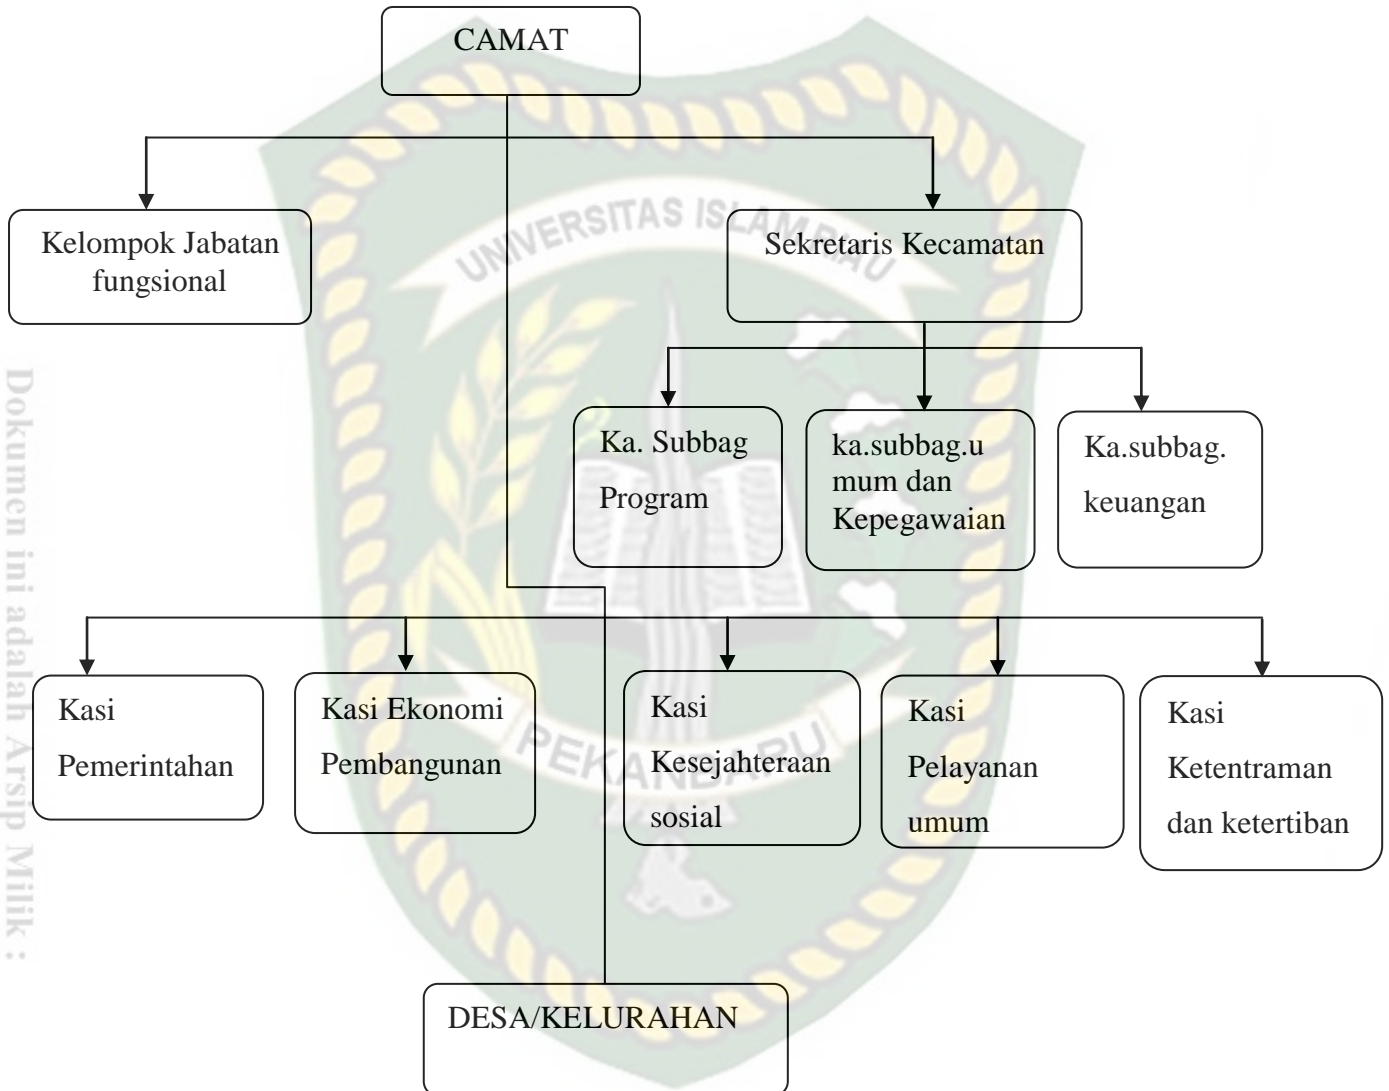 CAMAT
Kelompok Jabatan
fungsional
Sekretaris Kecamatan
UNIVERSITAS ISLAM RIAU
Ka. Subbag
Program
ka.subbag.u
mum dan
Kepegawaian
Ka.subbag.
keuangan
Kasi
Pemerintahan
Kasi Ekonomi
Pembangunan
Kasi
Kesejahteraan
sosial
Kasi
Pelayanan
umum
Kasi
Ketentraman
dan ketertiban
PEKANBARU
DESA/KELURAHAN
Dokumen ini adalah Arsip Milik :